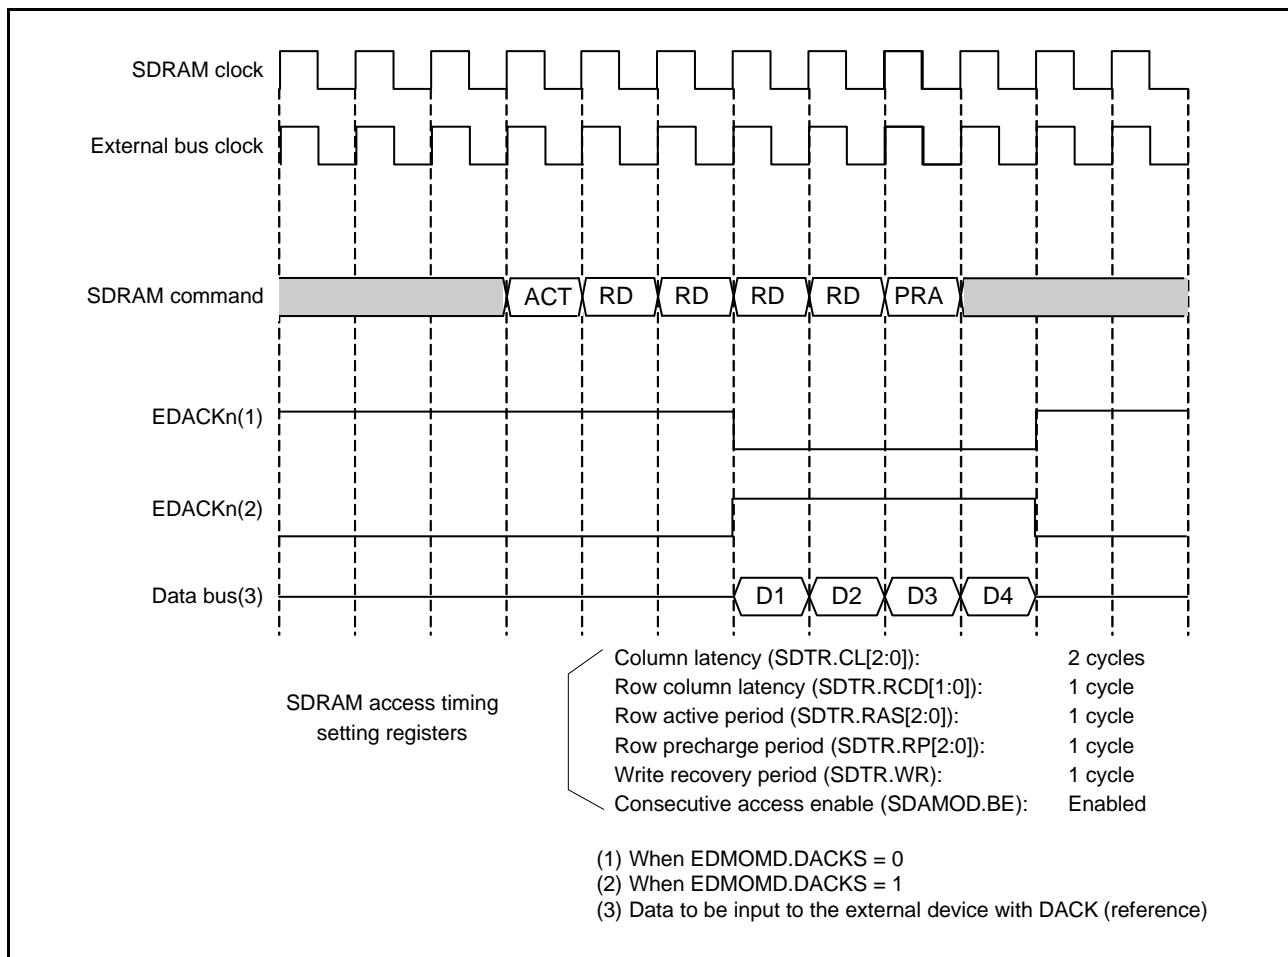 SDRAM clock
External bus clock
SDRAM command
ACT RD RD RD RD PRA
EDACKn(1)
EDACKn(2)
Data bus(3)
D1 D2 D3 D4
SDRAM access timing
setting registers
Column latency (SDTR.CL[2:0]): 2 cycles
Row column latency (SDTR.RCD[1:0]): 1 cycle
Row active period (SDTR.RAS[2:0]): 1 cycle
Row precharge period (SDTR.RP[2:0]): 1 cycle
Write recovery period (SDTR.WR): 1 cycle
Consecutive access enable (SDAMOD.BE): Enabled
(1) When EDMOMD.DACKS = 0
(2) When EDMOMD.DACKS = 1
(3) Data to be input to the external device with DACK (reference)